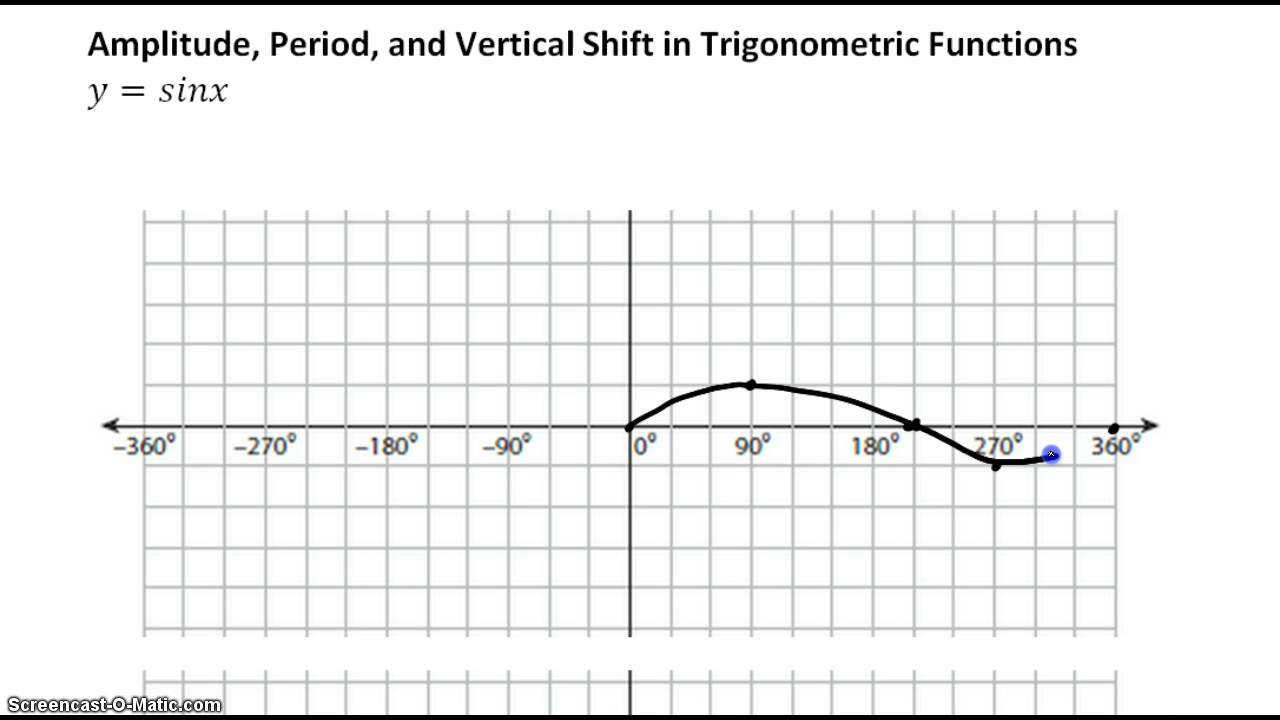 Amplitude, Period, and Vertical Shift in Trigonometric Functions
y = sinx
–360° –270° –180° –90° 0° 90° 180° 270° 360°
Screencast-O-Matic.com